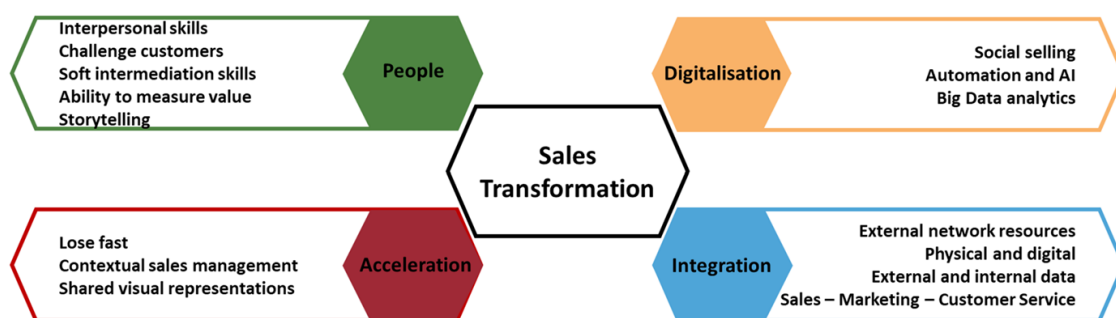 Interpersonal skills
Challenge customers
Soft intermediation skills
Ability to measure value
Storytelling
People
Digitalisation
Social selling
Automation and AI
Big Data analytics
Sales
Transformation
Lose fast
Contextual sales management
Shared visual representations
Acceleration
Integration
External network resources
Physical and digital
External and internal data
Sales – Marketing – Customer Service